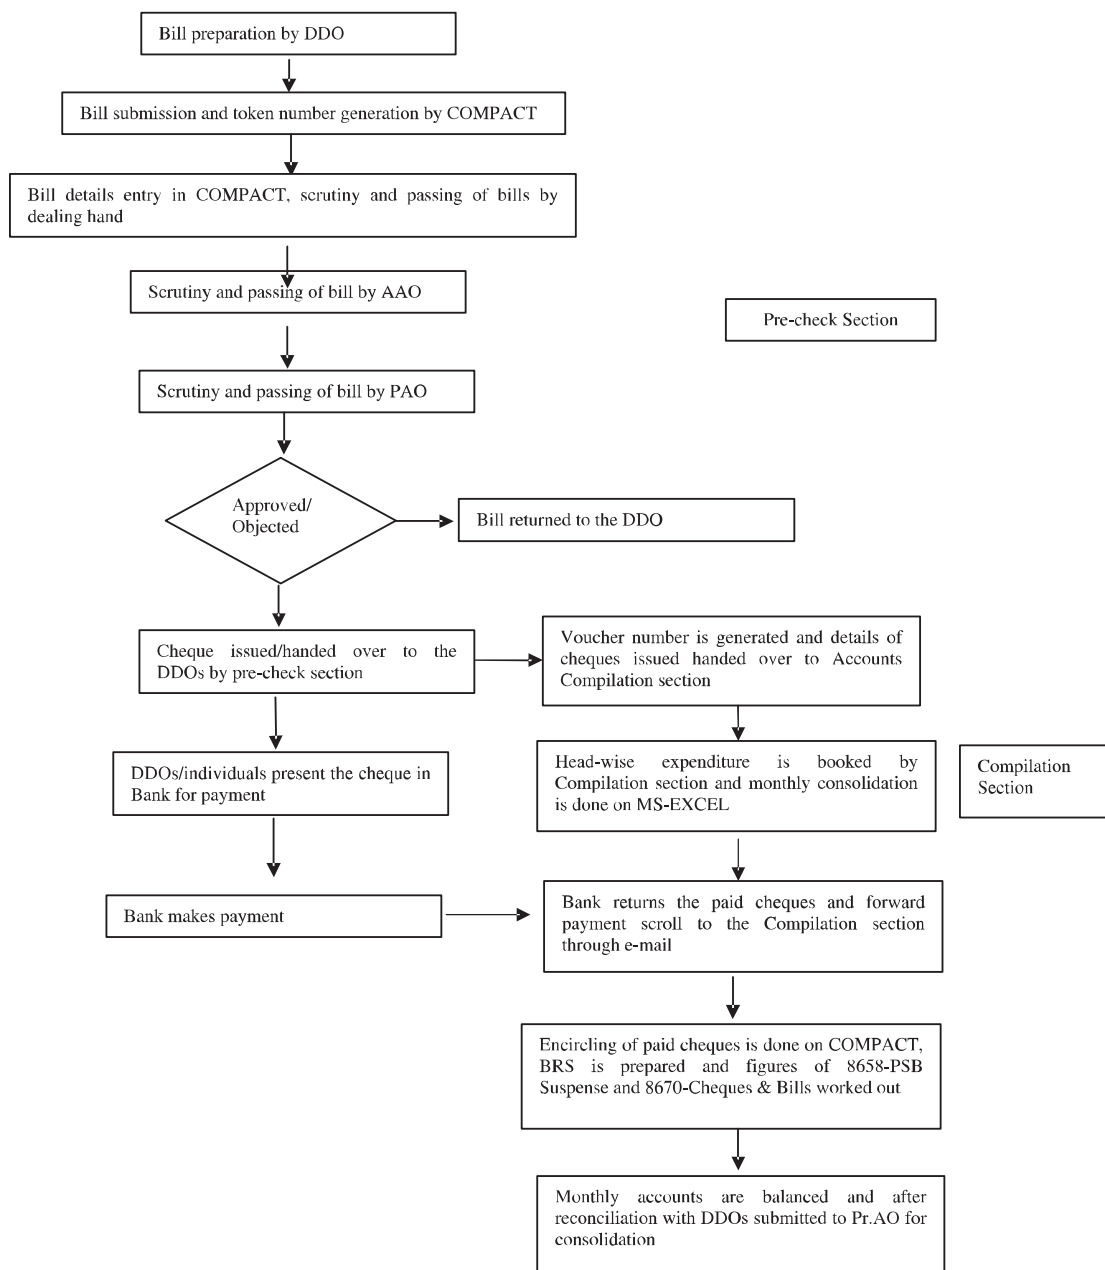 Bill preparation by DDO
Bill submission and token number generation by COMPACT
Bill details entry in COMPACT, scrutiny and passing of bills by
dealing hand
Scrutiny and passing of bill by AAO
Pre-check Section
Scrutiny and passing of bill by PAO
Approved/
Objected
Bill returned to the DDO
Cheque issued/handed over to the
DDOs by pre-check section
Voucher number is generated and details of
cheques issued handed over to Accounts
Compilation section
DDOs/individuals present the cheque in
Bank for payment
Head-wise expenditure is booked by
Compilation section and monthly consolidation
is done on MS-EXCEL
Compilation
Section
Bank makes payment
Bank returns the paid cheques and forward
payment scroll to the Compilation section
through e-mail
Encircling of paid cheques is done on COMPACT,
BRS is prepared and figures of 8658-PSB
Suspense and 8670-Cheques & Bills worked out
Monthly accounts are balanced and after
reconciliation with DDOs submitted to Pr.AO for
consolidation